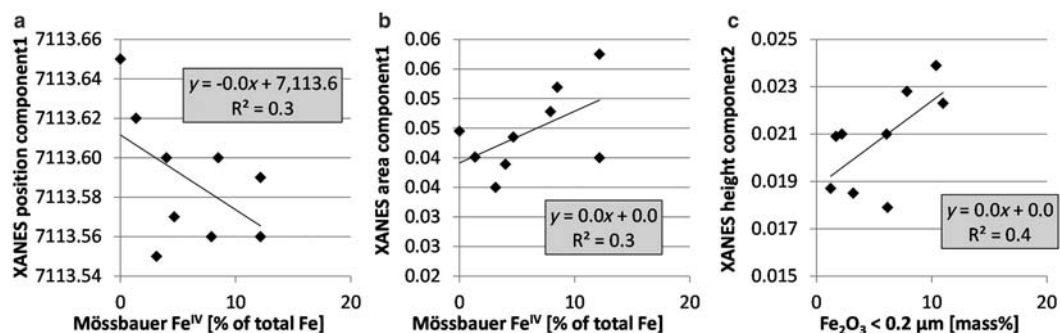 a
XANES position component1
7113.66
7113.64
7113.62
7113.60
7113.58
7113.56
7113.54
y = -0.0x + 7,113.6
R² = 0.3
0
10
20
Mössbauer Feᴵⱽ [% of total Fe]
b
XANES area component1
0.06
0.06
0.05
0.05
0.04
0.04
0.03
0.03
0.02
y = 0.0x + 0.0
R² = 0.3
0
10
20
Mössbauer Feᴵⱽ [% of total Fe]
c
XANES height component2
0.025
0.023
0.021
0.019
0.017
0.015
y = 0.0x + 0.0
R² = 0.4
0
10
20
Fe₂O₃ < 0.2 µm [mass%]